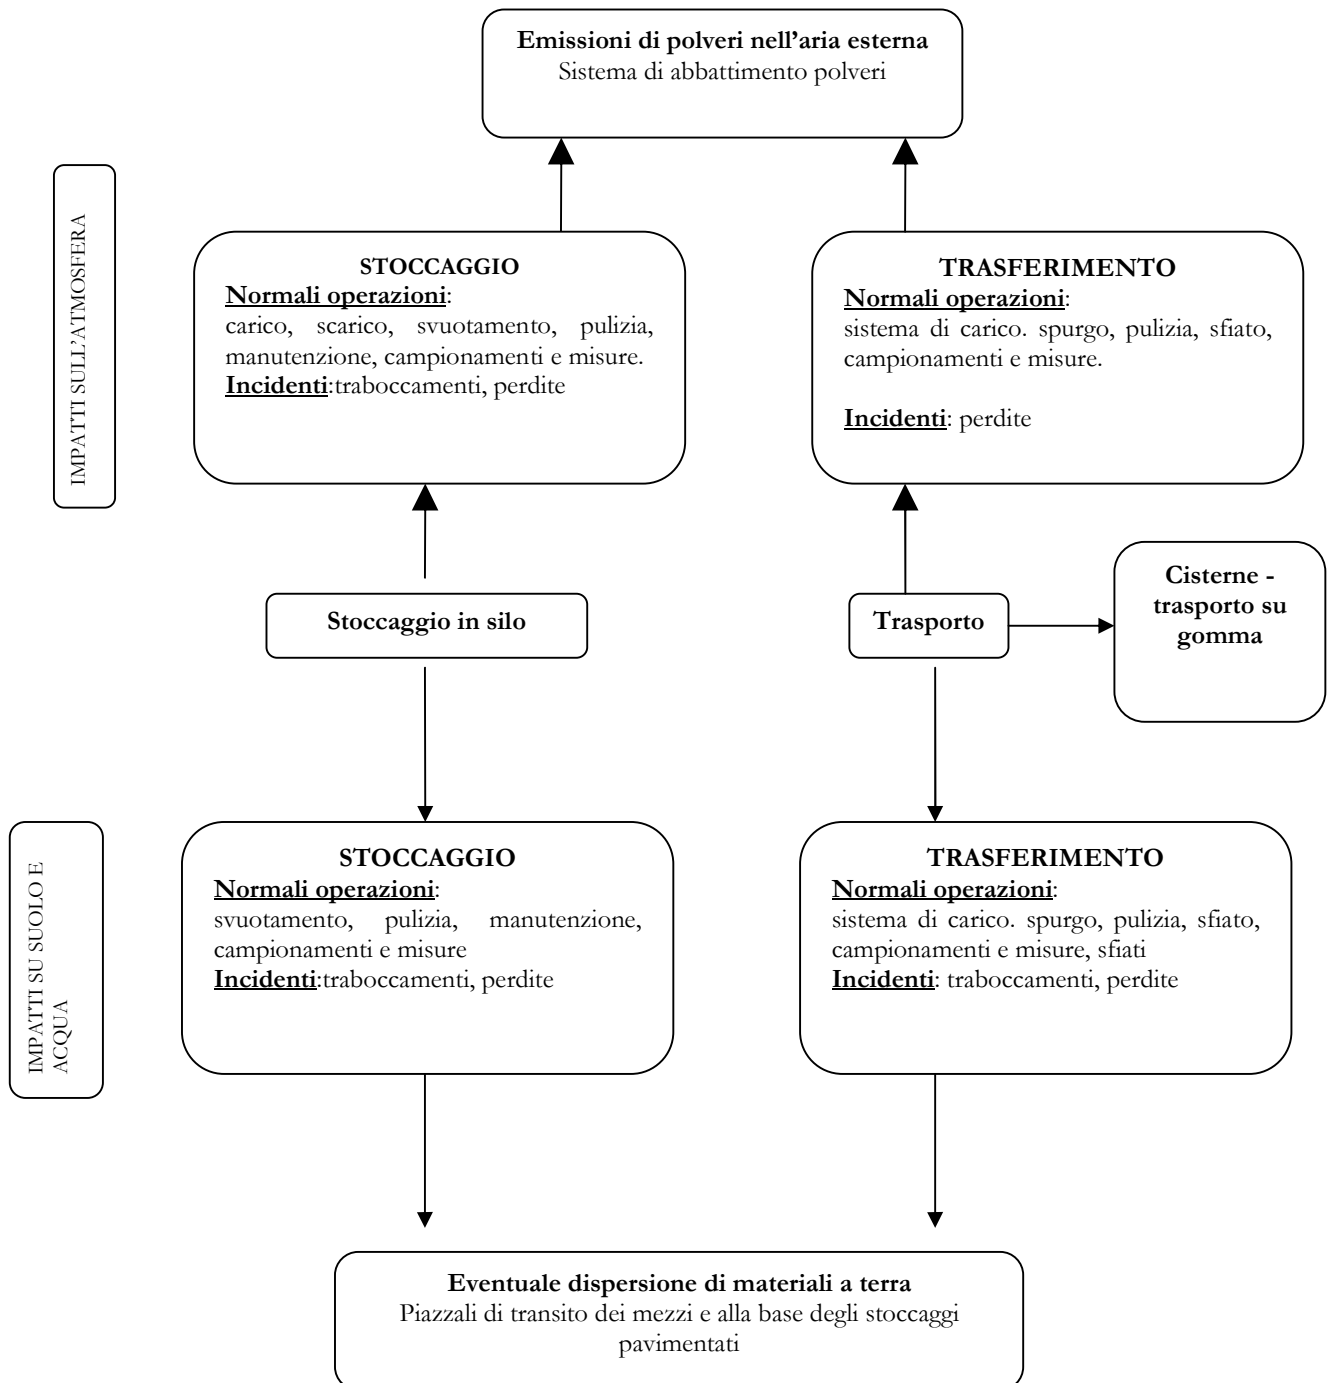 Emissioni di polveri nell'aria esterna
Sistema di abbattimento polveri
IMPATTI SULL'ATMOSFERA
STOCCAGGIO
Normali operazioni:
carico, scarico, svuotamento, pulizia,
manutenzione, campionamenti e misure.
Incidenti:traboccamenti, perdite
TRASFERIMENTO
Normali operazioni:
sistema di carico. spurgo, pulizia, sfiato,
campionamenti e misure.
Incidenti: perdite
Stoccaggio in silo
Trasporto
Cisterne -
trasporto su
gomma
IMPATTI SU SUOLO E
ACQUA
STOCCAGGIO
Normali operazioni:
svuotamento, pulizia, manutenzione,
campionamenti e misure
Incidenti:traboccamenti, perdite
TRASFERIMENTO
Normali operazioni:
sistema di carico. spurgo, pulizia, sfiato,
campionamenti e misure, sfiati
Incidenti: traboccamenti, perdite
Eventuale dispersione di materiali a terra
Piazzali di transito dei mezzi e alla base degli stoccaggi
pavimentati